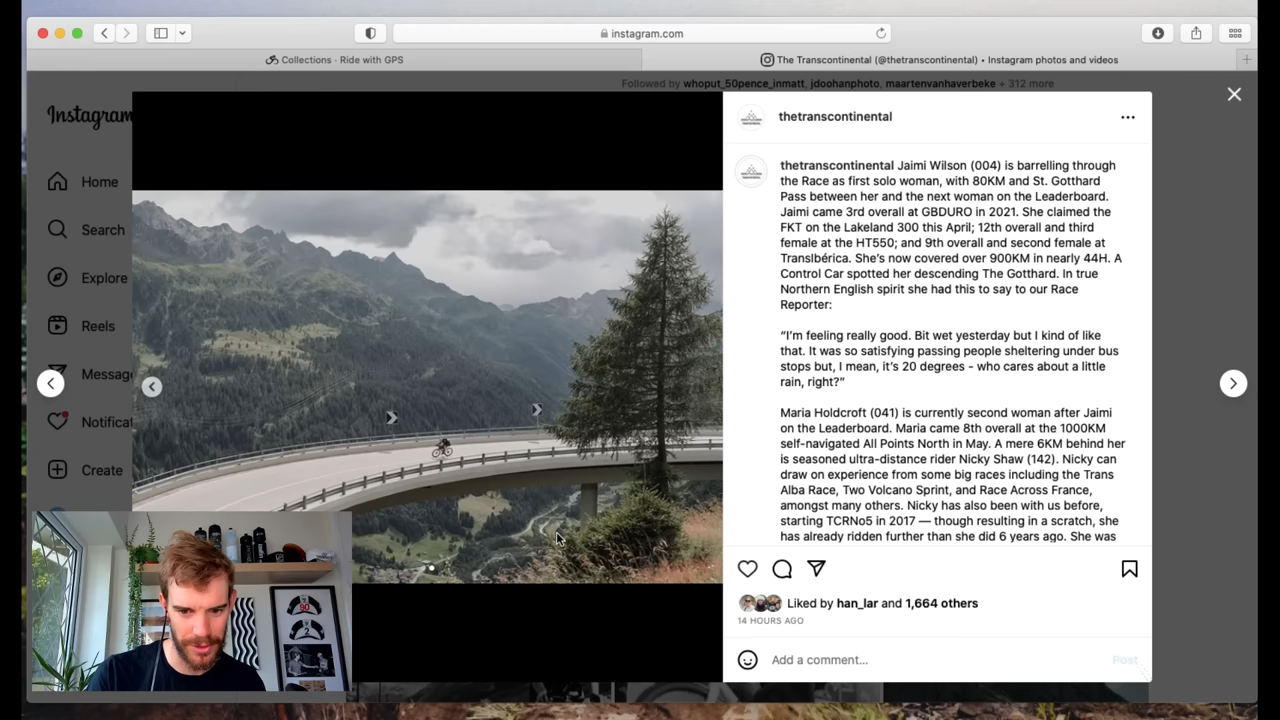 instagram.com
Collections · Ride with GPS
The Transcontinental (@thetranscontinental) • Instagram photos and videos
Followed by whoput_50pence_inmatt, jdoohanphoto, maartenvanhaverbeke + 312 more
Instagram
Home
Search
Explore
Reels
Messag
Notificat
Create
thetranscontinental
thetranscontinental Jaimi Wilson (004) is barrelling through
the Race as first solo woman, with 80KM and St. Gotthard
Pass between her and the next woman on the Leaderboard.
Jaimi came 3rd overall at GBDURO in 2021. She claimed the
FKT on the Lakeland 300 this April; 12th overall and third
female at the HT550; and 9th overall and second female at
TransIbérica. She’s now covered over 900KM in nearly 44H. A
Control Car spotted her descending The Gotthard. In true
Northern English spirit she had this to say to our Race
Reporter:
“I’m feeling really good. Bit wet yesterday but I kind of like
that. It was so satisfying passing people sheltering under bus
stops but, I mean, it’s 20 degrees - who cares about a little
rain, right?”
Maria Holdcroft (041) is currently second woman after Jaimi
on the Leaderboard. Maria came 8th overall at the 1000KM
self-navigated All Points North in May. A mere 6KM behind her
is seasoned ultra-distance rider Nicky Shaw (142). Nicky can
draw on experience from some big races including the Trans
Alba Race, Two Volcano Sprint, and Race Across France,
amongst many others. Nicky has also been with us before,
starting TCRNo5 in 2017 — though resulting in a scratch, she
has already ridden further than she did 6 years ago. She was
Liked by han_lar and 1,664 others
14 HOURS AGO
Add a comment...
Post
90
2